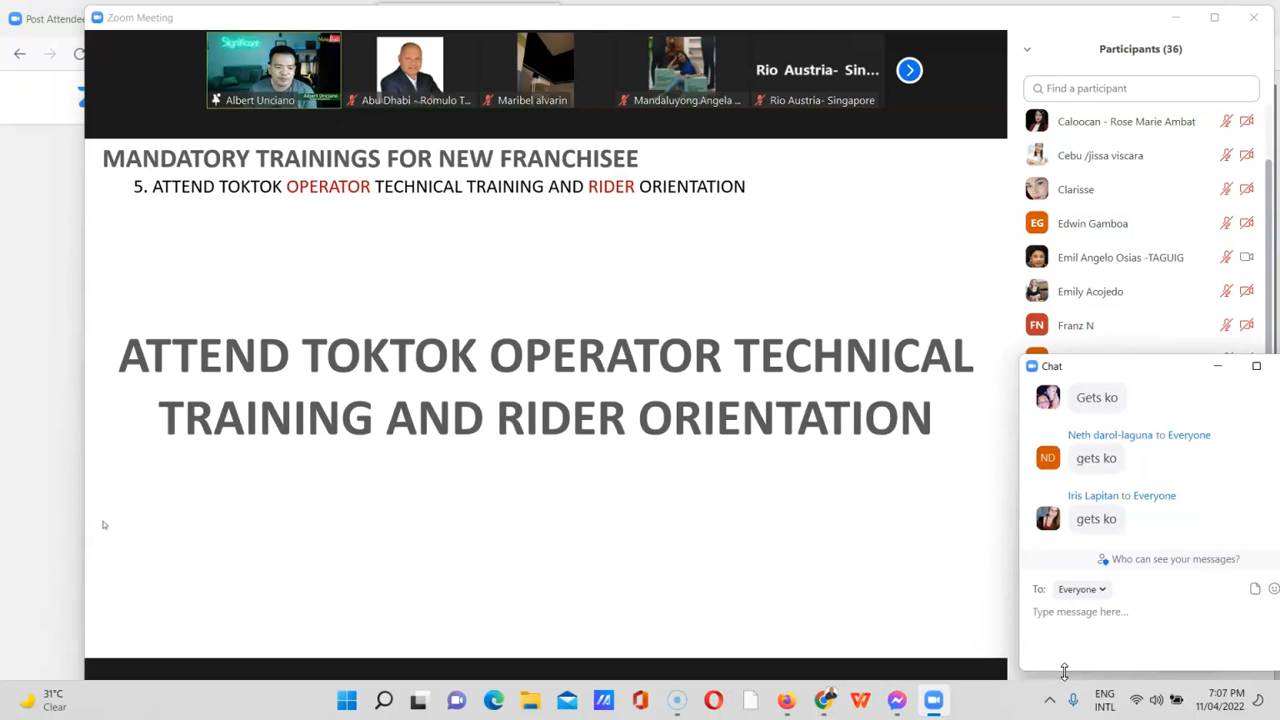 Post Attendee
Zoom Meeting
Significant
Albert Unciano
Albert Unciano
Abu Dhabi - Romulo T...
Maribel alvarin
Mandaluyong.Angela ...
Rio Austria- Sin...
Rio Austria- Singapore
MANDATORY TRAININGS FOR NEW FRANCHISEE
5. ATTEND TOKTOK OPERATOR TECHNICAL TRAINING AND RIDER ORIENTATION
ATTEND TOKTOK OPERATOR TECHNICAL
TRAINING AND RIDER ORIENTATION
Participants (36)
Find a participant
Caloocan - Rose Marie Ambat
Cebu /jissa viscara
Clarisse
EG
Edwin Gamboa
Emil Angelo Osias -TAGUIG
Emily Acojedo
FN
Franz N
Chat
Gets ko
Neth darol-laguna to Everyone
ND
gets ko
Iris Lapitan to Everyone
gets ko
Who can see your messages?
To: Everyone
Type message here...
31°C
Clear
ENG
INTL
7:07 PM
11/04/2022